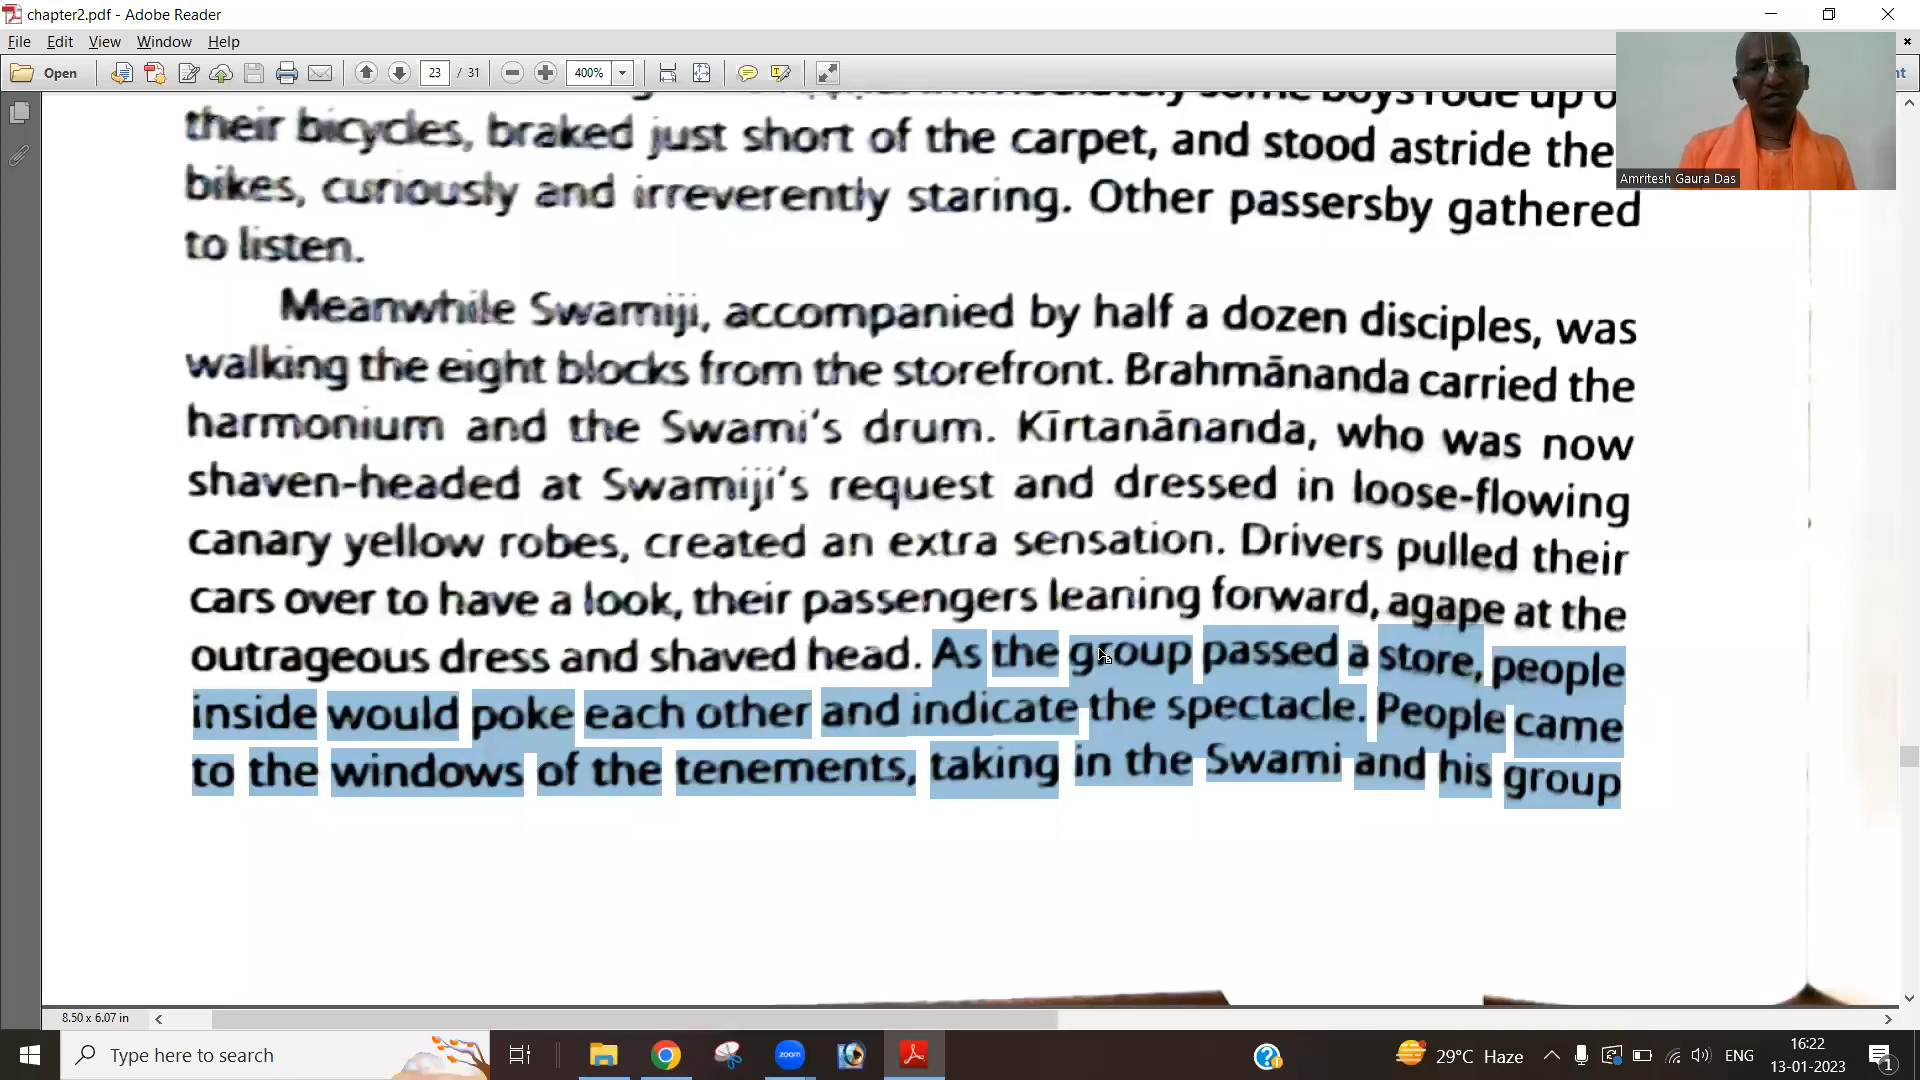 chapter2.pdf - Adobe Reader
File Edit View Window Help
Open 23 / 31 400%
Amritesh Gaura Das
their bicycles, braked just short of the carpet, and stood astride
bikes, curiously and irreverently staring. Other passersby gathered
to listen.
Meanwhile Swamiji, accompanied by half a dozen disciples, was
walking the eight blocks from the storefront. Brahmānanda carried the
harmonium and the Swami's drum. Kīrtanānanda, who was now
shaven-headed at Swamiji's request and dressed in loose-flowing
canary yellow robes, created an extra sensation. Drivers pulled their
cars over to have a look, their passengers leaning forward, agape at the
outrageous dress and shaved head. As the group passed a store, people
inside would poke each other and indicate the spectacle. People came
to the windows of the tenements, taking in the Swami and his group
8.50 x 6.07 in
Type here to search
zoom
29°C Haze
ENG
16:22
13-01-2023
1